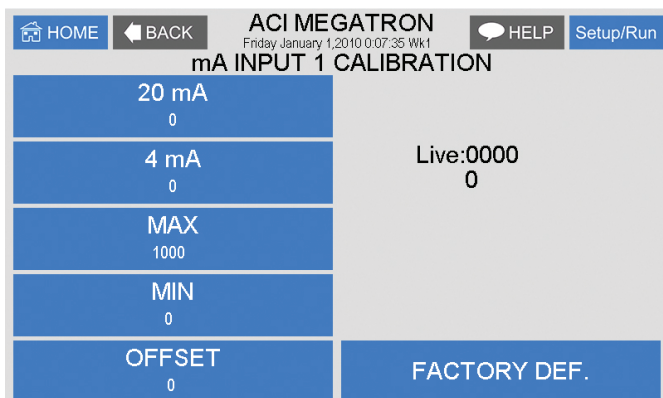 HOME BACK ACI MEGATRON HELP Setup/Run
Friday January 1,2010 0:07:35 Wk1
mA INPUT 1 CALIBRATION
20 mA
0
4 mA
0
MAX
1000
MIN
0
OFFSET
0
Live:0000
0
FACTORY DEF.